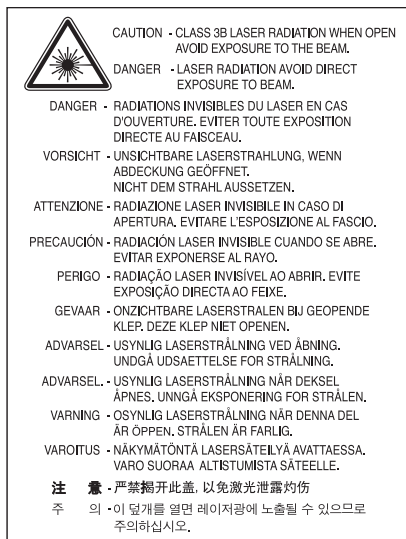 CAUTION - CLASS 3B LASER RADIATION WHEN OPEN
AVOID EXPOSURE TO THE BEAM.
DANGER - LASER RADIATION AVOID DIRECT
EXPOSURE TO BEAM.
DANGER - RADIATIONS INVISIBLES DU LASER EN CAS
D'OUVERTURE. EVITER TOUTE EXPOSITION
DIRECTE AU FAISCEAU.
VORSICHT - UNSICHTBARE LASERSTRAHLUNG, WENN
ABDECKUNG GEÖFFNET.
NICHT DEM STRAHL AUSSETZEN.
ATTENZIONE - RADIAZIONE LASER INVISIBILE IN CASO DI
APERTURA. EVITARE L'ESPOSIZIONE AL FASCIO.
PRECAUCIÓN - RADIACIÓN LASER INVISIBLE CUANDO SE ABRE.
EVITAR EXPONERSE AL RAYO.
PERIGO - RADIAÇÃO LASER INVISÍVEL AO ABRIR. EVITE
EXPOSIÇÃO DIRECTA AO FEIXE.
GEVAAR - ONZICHTBARE LASERSTRALEN BIJ GEOPENDE
KLEP. DEZE KLEP NIET OPENEN.
ADVARSEL - USYNLIG LASERSTRÅLNING VED ÅBNING.
UNDGÅ UDSAETTELSE FOR STRÅLNING.
ADVARSEL. - USYNLIG LASERSTRÅLNING NÅR DEKSEL
ÅPNES. UNNGÅ EKSPONERING FOR STRÅLEN.
VARNING - OSYNLIG LASERSTRÅLNING NÄR DENNA DEL
ÄR ÖPPEN. STRÅLEN ÄR FARLIG.
VAROITUS - NÄKYMÄTÖNTÄ LASERSÄTEILYÄ AVATTAESSA.
VARO SUORAA ALTISTUMISTA SÄTEELLE.
注 意 - 严禁揭开此盖, 以免激光泄露灼伤
주 의 - 이 덮개를 열면 레이저광에 노출될 수 있으므로
주의하십시오.